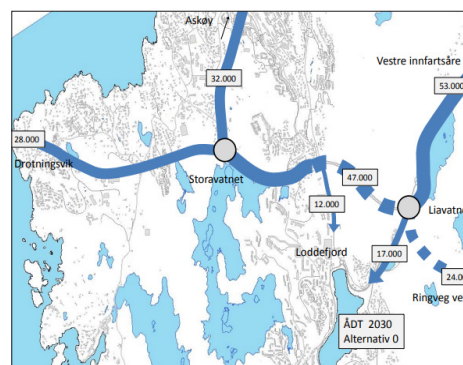 Askøy
Vestre innfartsåre
32.000
53.000
28.000
Drotningsvik
Storavatnet
47.000
12.000
Liavatn
Loddefjord
17.000
24.0
Ringveg ve
ÅDT 2030
Alternativ 0